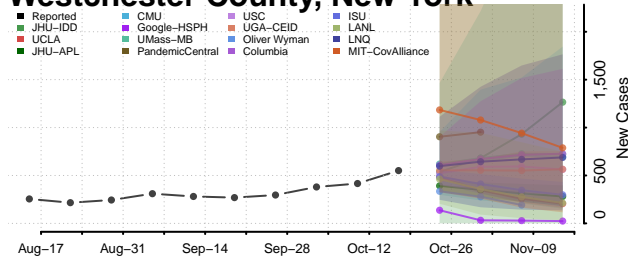 Westchester County, New York
Reported CMU USC ISU
JHU−IDD Google−HSPH UGA−CEID LANL
UCLA UMass−MB Oliver Wyman LNQ
JHU−APL PandemicCentral Columbia MIT−CovAlliance
1,500
500
0
New Cases
Aug−17 Aug−31 Sep−14 Sep−28 Oct−12 Oct−26 Nov−09